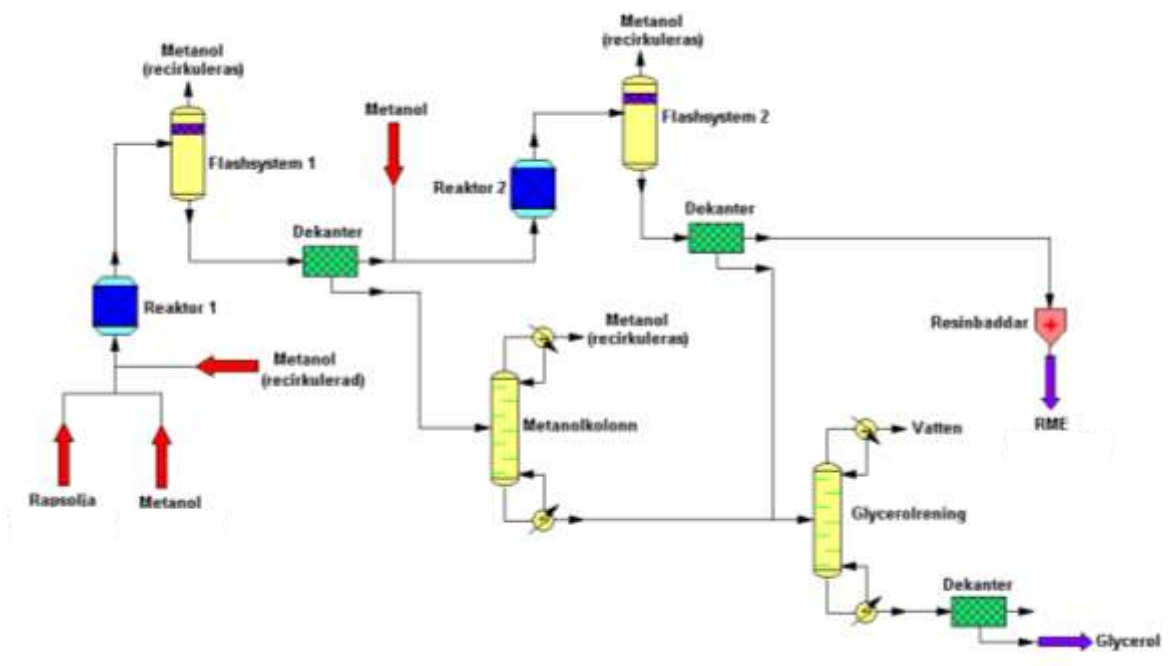 Metanol
(recirkuleras)
Metanol
(recirkuleras)
Metanol
Flashsystem 1
Flashsystem 2
Reaktor 2
Dekanter
Dekanter
Reaktor 1
Metanol
(recirkulerad)
Metanol
(recirkuleras)
Resinbaddar
Metanolkolonn
Vatten
RME
Rapsolja
Metanol
Glycerolrening
Dekanter
Glycerol